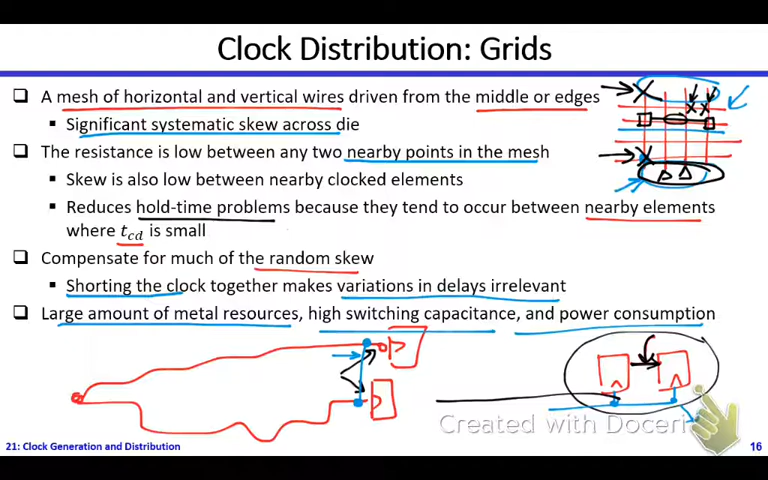 Clock Distribution: Grids
A mesh of horizontal and vertical wires driven from the middle or edges
Significant systematic skew across die
The resistance is low between any two nearby points in the mesh
Skew is also low between nearby clocked elements
Reduces hold-time problems because they tend to occur between nearby elements
where t_cd is small
Compensate for much of the random skew
Shorting the clock together makes variations in delays irrelevant
Large amount of metal resources, high switching capacitance, and power consumption
Created with Doceri
21: Clock Generation and Distribution
16